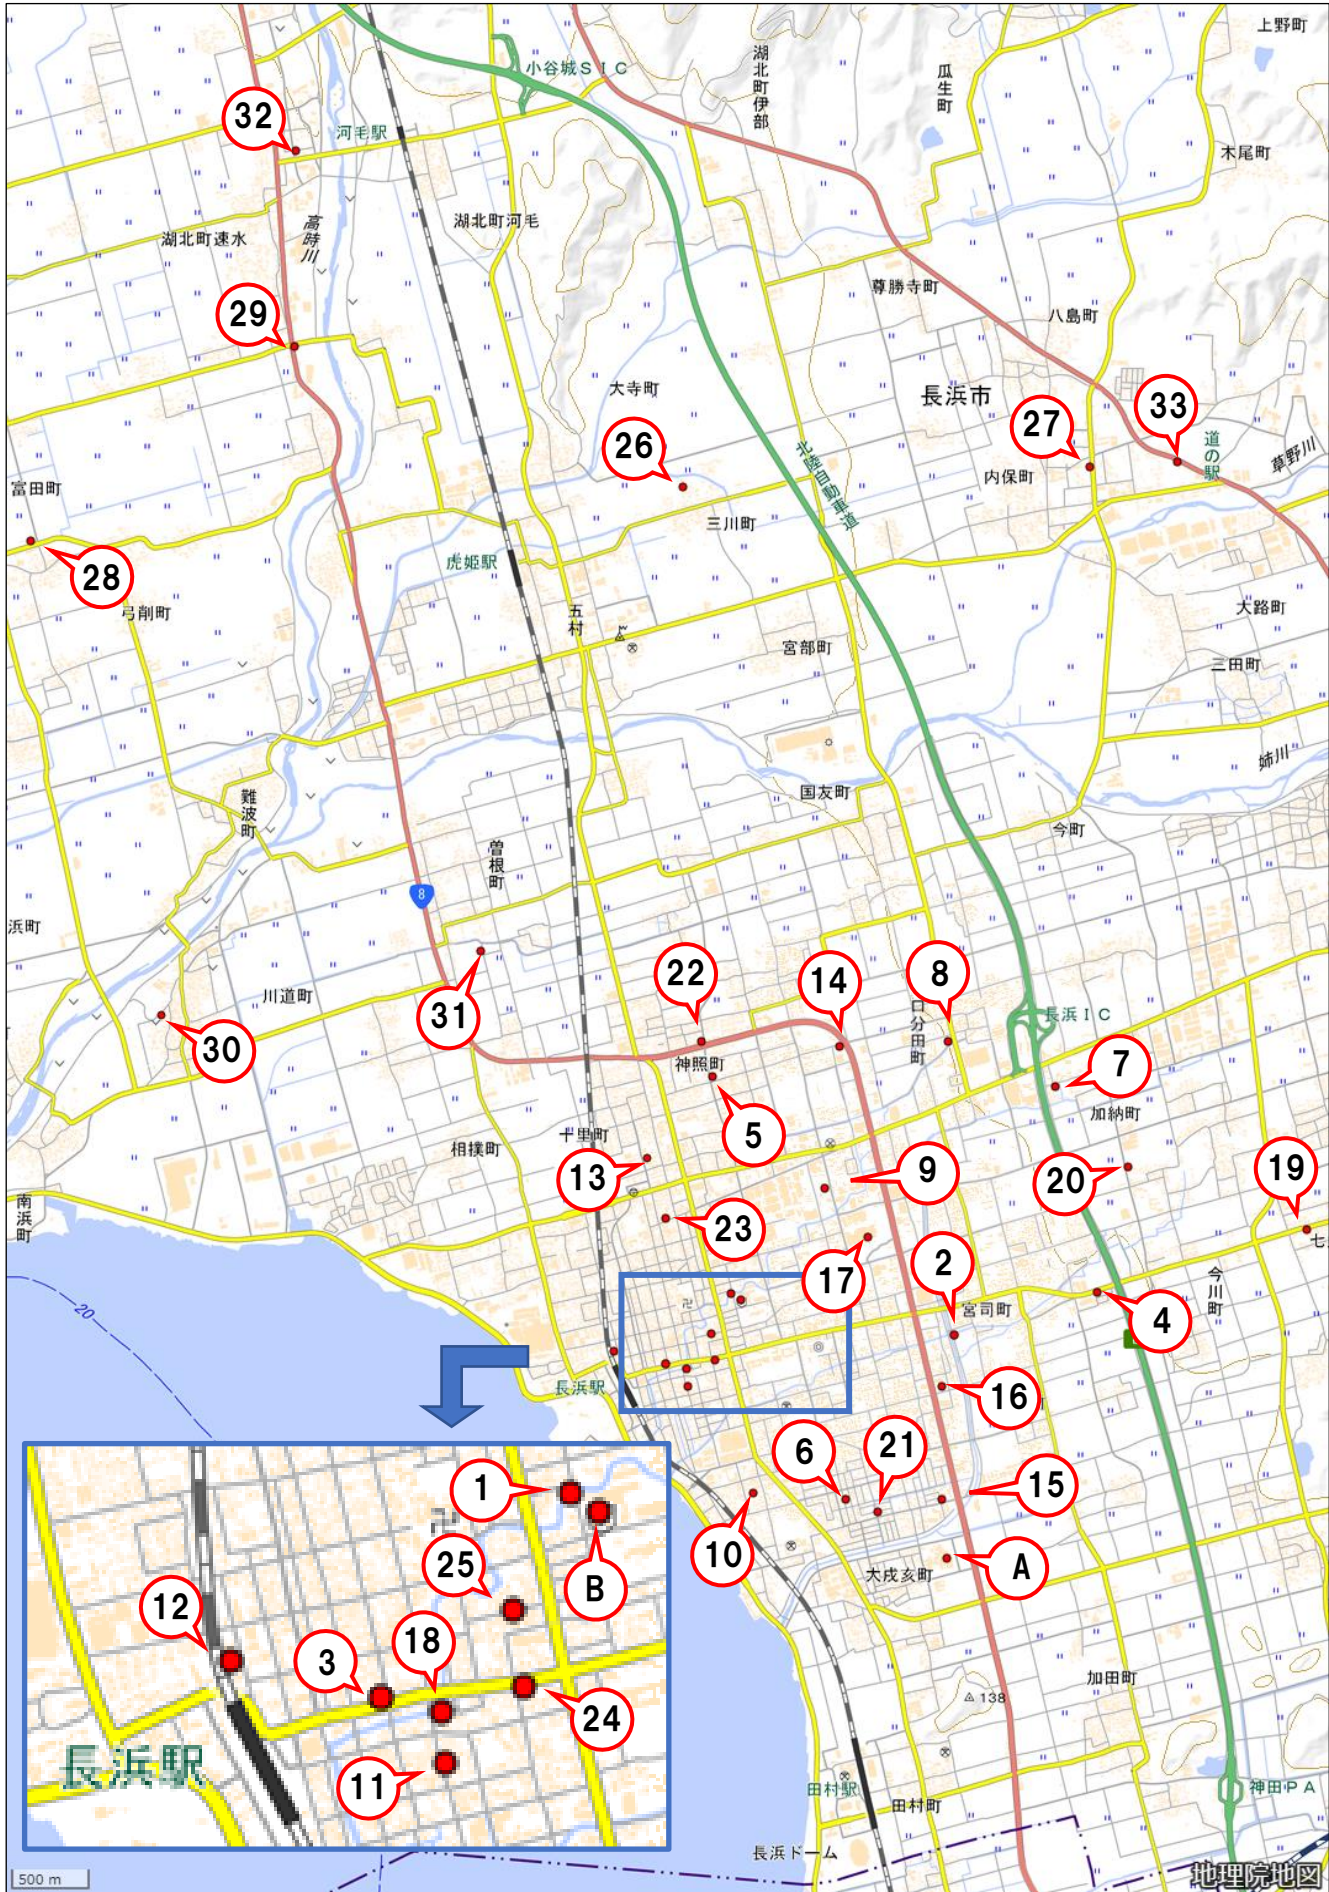 上野町
小谷城ＳＩＣ
湖北町伊部
瓜生町
32
河毛駅
木尾町
湖北町河毛
高時川
湖北町速水
尊勝寺町
29
八島町
大寺町
長浜市
33
27
26
道の駅
草野川
北陸自動車道
内保町
富田町
三川町
虎姫駅
28
弓削町
五村
大路町
宮部町
三田町
姉川
国友町
難波町
今町
曽根町
8
浜町
22
14
8
川道町
31
口分田町
長浜ＩＣ
30
神照町
7
加納町
5
十里町
相撲町
13
9
20
19
南浜町
23
2
17
七
今川町
20
宮司町
4
長浜駅
16
6
21
15
1
10
25
B
A
大戌亥町
12
18
3
24
加田町
138
長浜駅
11
田村駅
田村町
神田ＰＡ
長浜ドーム
500 m
地理院地図